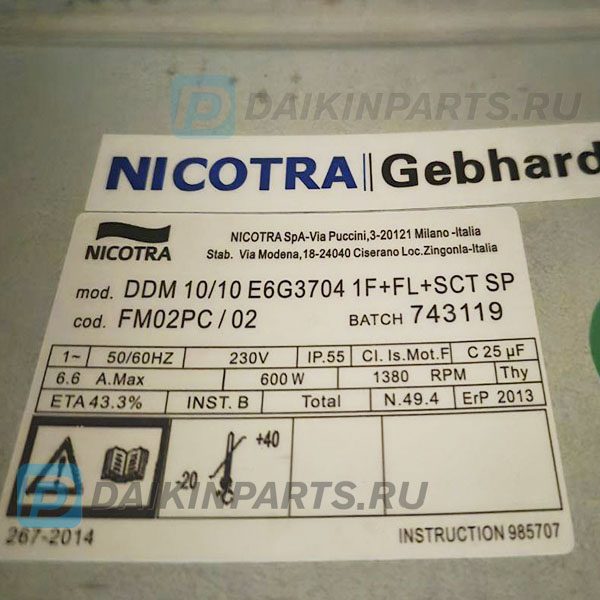 DAIKINPARTS.RU
NICOTRA||Gebhard
NICOTRA
NICOTRA SpA-Via Puccini,3-20121 Milano -Italia
Stab. Via Modena,18-24040 Ciserano Loc.Zingonla-Italia
mod. DDM 10/10 E6G3704 1F+FL+SCT SP
cod. FM02PC / 02 BATCH 743119
1~ 50/60HZ 230V IP.55 Cl. Is.Mot.F C 25 µF
6.6 A.Max 600 W 1380 RPM Thy
ETA 43.3% INST. B Total N.49.4 ErP 2013
-20 +40 °C
DAIKINPARTS.RU
267-2014 INSTRUCTION 985707